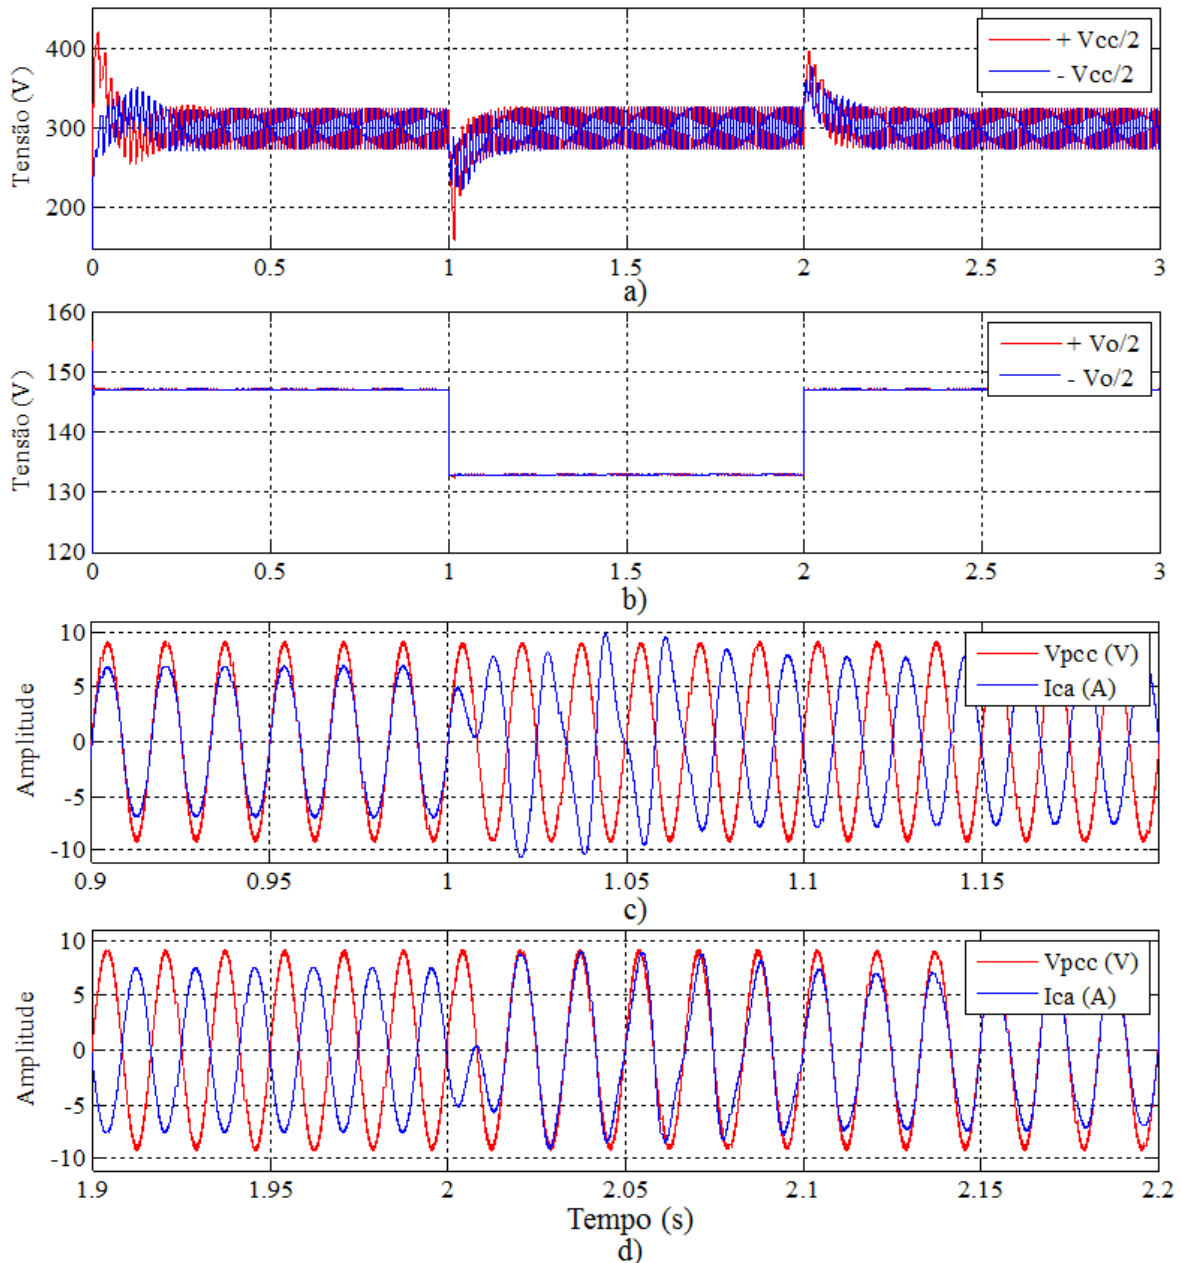 400
300
200
Tensão (V)
+ Vcc/2
- Vcc/2
0 0.5 1 1.5 2 2.5 3
a)
160
150
140
130
120
Tensão (V)
+ Vo/2
- Vo/2
0 0.5 1 1.5 2 2.5 3
b)
10
5
0
-5
-10
Amplitude
Vpcc (V)
Ica (A)
0.9 0.95 1 1.05 1.1 1.15
c)
10
5
0
-5
-10
Amplitude
Vpcc (V)
Ica (A)
1.9 1.95 2 2.05 2.1 2.15 2.2
Tempo (s)
d)